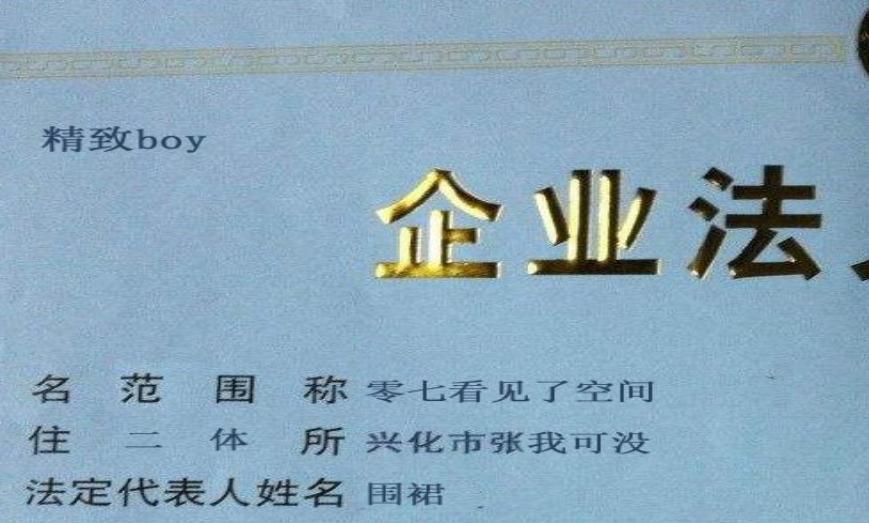 精致boy
企业法
名范围称 零七看见了空间
住二体所 兴化市张我可没
法定代表人姓名 围裙